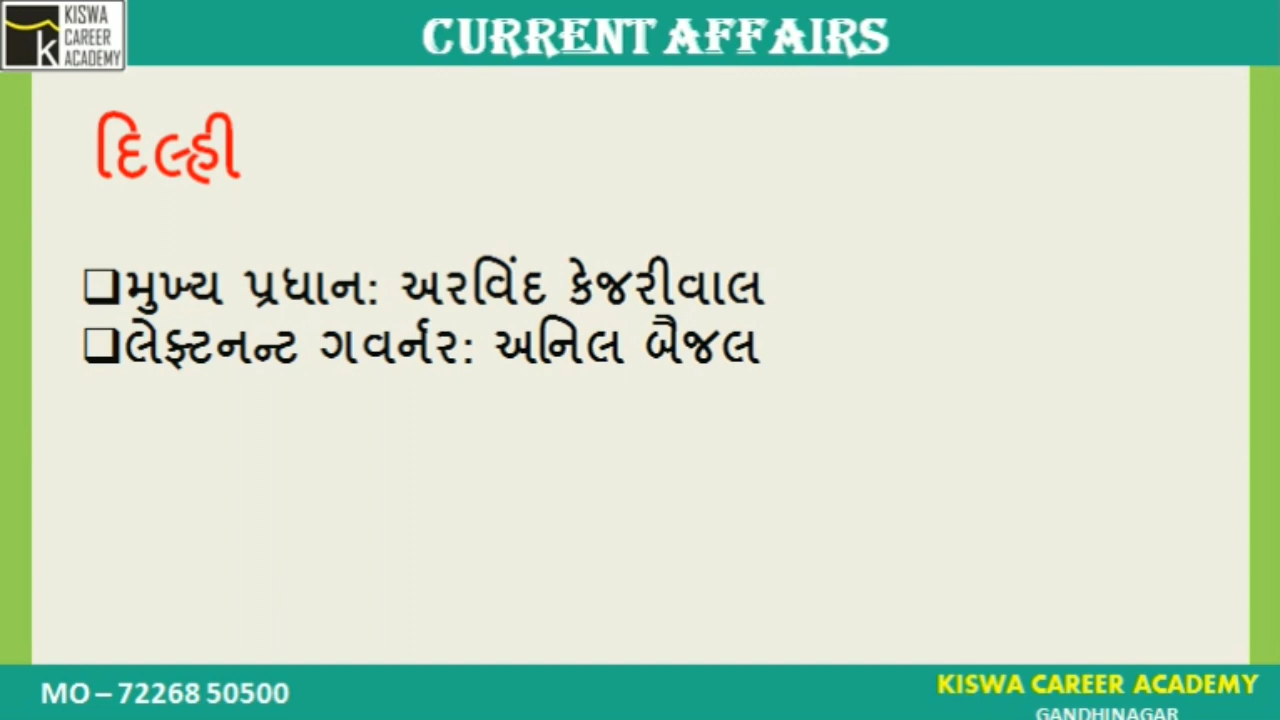 KISWA
CAREER
ACADEMY
CURRENT AFFAIRS
દિલ્હી
❑મુખ્ય પ્રધાન: અરવિંદ કેજરીવાલ
❑લેફ્ટનન્ટ ગવર્નર: અનિલ બૈજલ
MO – 72268 50500
KISWA CAREER ACADEMY
GANDHINAGAR